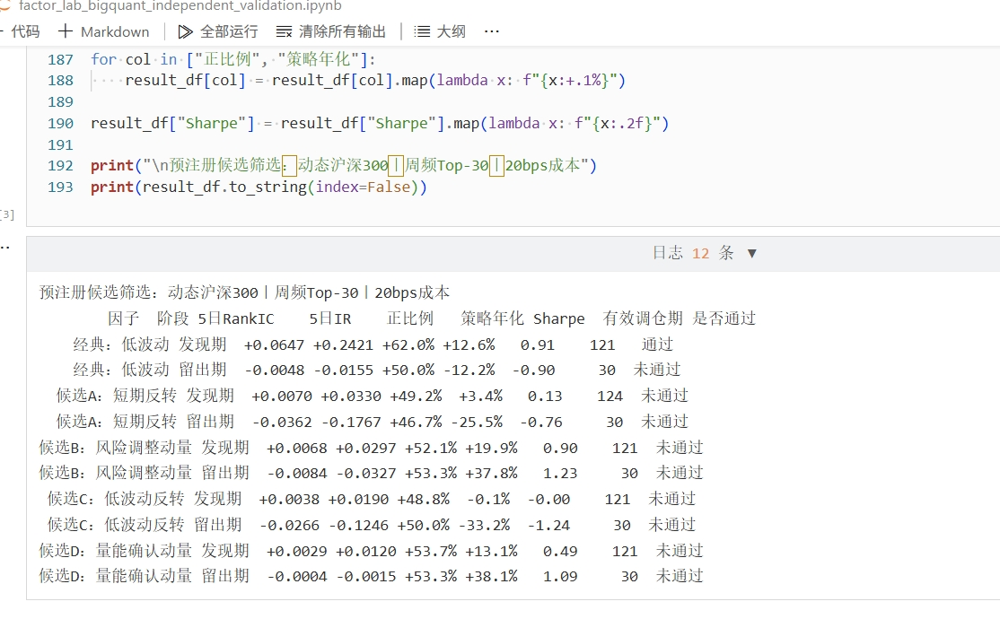 factor_lab_bigquant_independent_validation.ipynb
代码 + Markdown 全部运行 清除所有输出 大纲 ...
187 for col in ["正比例", "策略年化"]:
188 result_df[col] = result_df[col].map(lambda x: f"{x:+.1%}")
189
190 result_df["Sharpe"] = result_df["Sharpe"].map(lambda x: f"{x:.2f}")
191
192 print("\n预注册候选筛选：动态沪深300｜周频Top-30｜20bps成本")
193 print(result_df.to_string(index=False))
[3]
日志 12 条 ▼
预注册候选筛选：动态沪深300｜周频Top-30｜20bps成本
因子 阶段 5日RankIC 5日IR 正比例 策略年化 Sharpe 有效调仓期 是否通过
经典：低波动 发现期 +0.0647 +0.2421 +62.0% +12.6% 0.91 121 通过
经典：低波动 留出期 -0.0048 -0.0155 +50.0% -12.2% -0.90 30 未通过
候选A：短期反转 发现期 +0.0070 +0.0330 +49.2% +3.4% 0.13 124 未通过
候选A：短期反转 留出期 -0.0362 -0.1767 +46.7% -25.5% -0.76 30 未通过
候选B：风险调整动量 发现期 +0.0068 +0.0297 +52.1% +19.9% 0.90 121 未通过
候选B：风险调整动量 留出期 -0.0084 -0.0327 +53.3% +37.8% 1.23 30 未通过
候选C：低波动反转 发现期 +0.0038 +0.0190 +48.8% -0.1% -0.00 121 未通过
候选C：低波动反转 留出期 -0.0266 -0.1246 +50.0% -33.2% -1.24 30 未通过
候选D：量能确认动量 发现期 +0.0029 +0.0120 +53.7% +13.1% 0.49 121 未通过
候选D：量能确认动量 留出期 -0.0004 -0.0015 +53.3% +38.1% 1.09 30 未通过